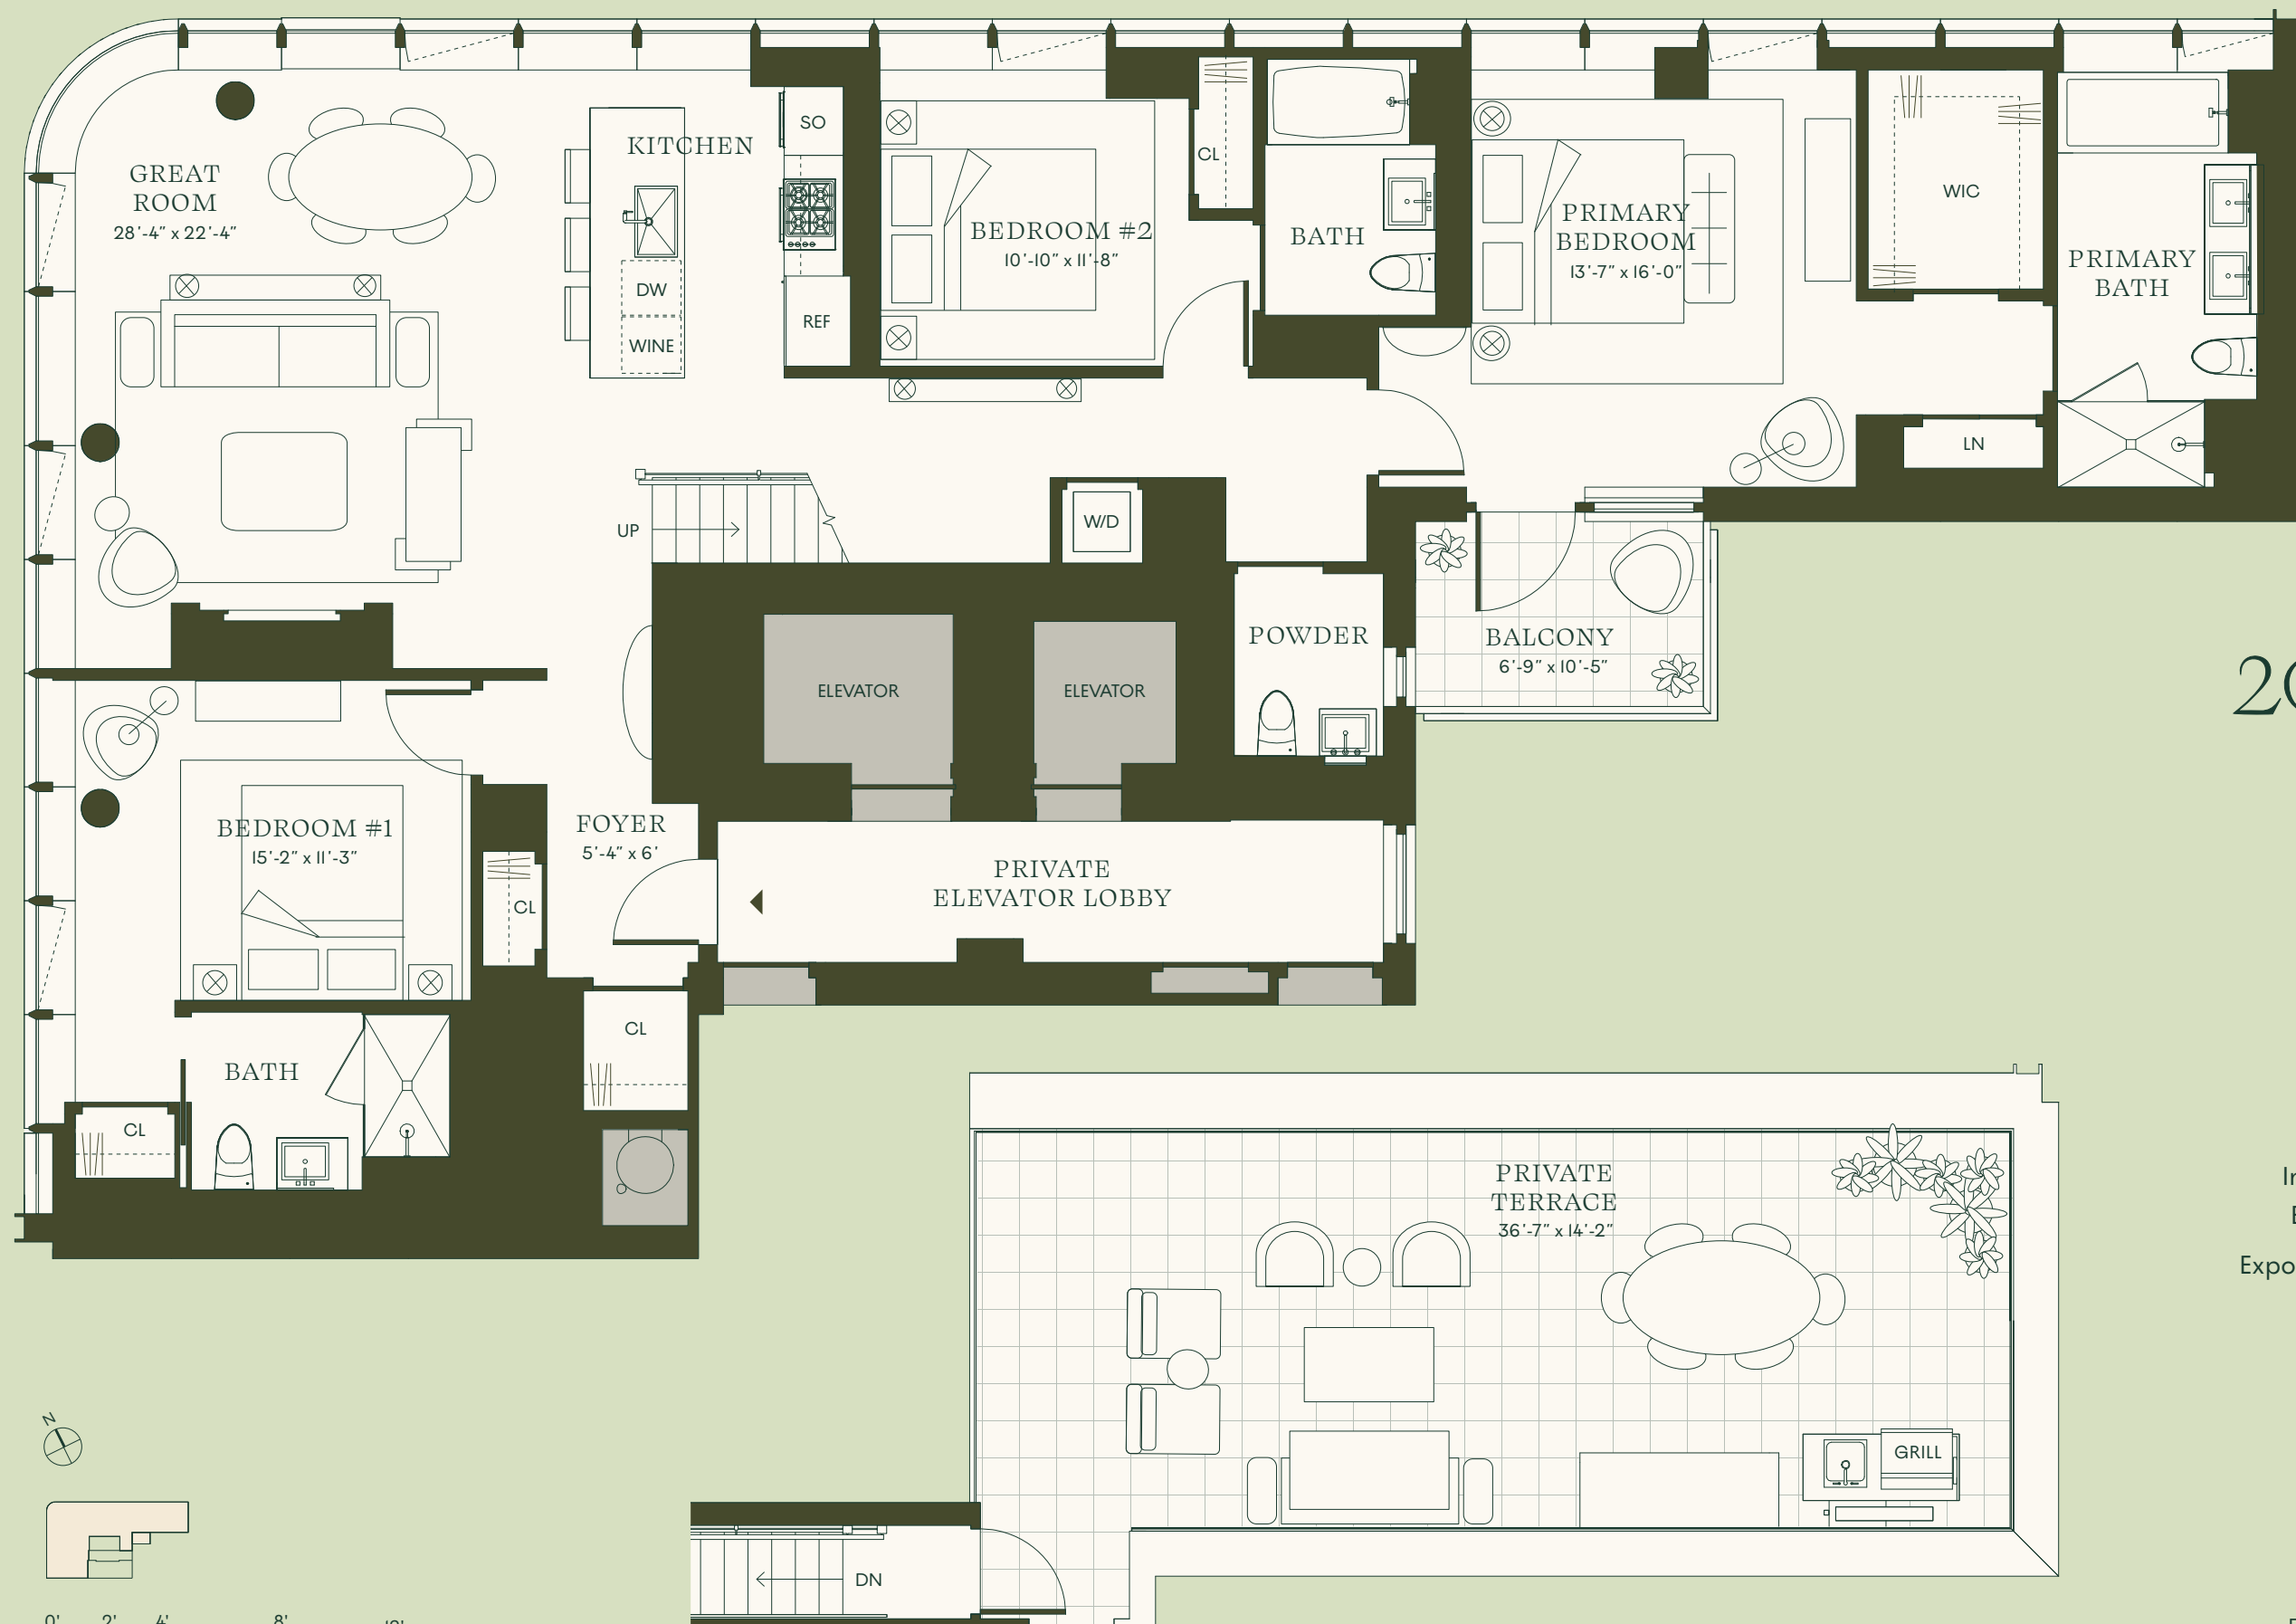 GREAT
ROOM
28'-4" x 22'-4"
KITCHEN
SO
DW
WINE
REF
BEDROOM #2
10'-10" x 11'-8"
CL
BATH
PRIMARY
BEDROOM
13'-7" x 16'-0"
WIC
PRIMARY
BATH
LN
UP
W/D
ELEVATOR
ELEVATOR
POWDER
BALCONY
6'-9" x 10'-5"
BEDROOM #1
15'-2" x 11'-3"
CL
FOYER
5'-4" x 6'
PRIVATE
ELEVATOR LOBBY
CL
BATH
CL
PRIVATE
TERRACE
36'-7" x 14'-2"
GRILL
DN
N
0' 2' 4' 8'
Expo